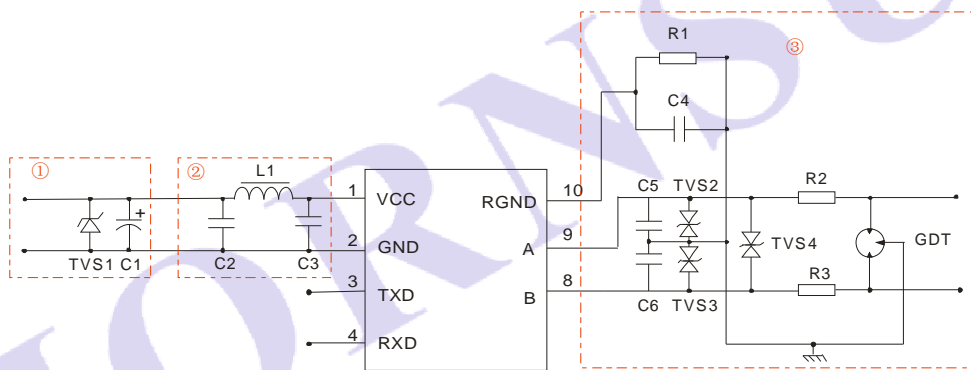 R1
③
C4
①
②
L1
1
VCC
10
RGND
C5
TVS2
R2
+
2
GND
9
A
TVS4
GDT
TVS1
C1
C2
C3
3
TXD
8
B
R3
C6
TVS3
4
RXD
MORNSU